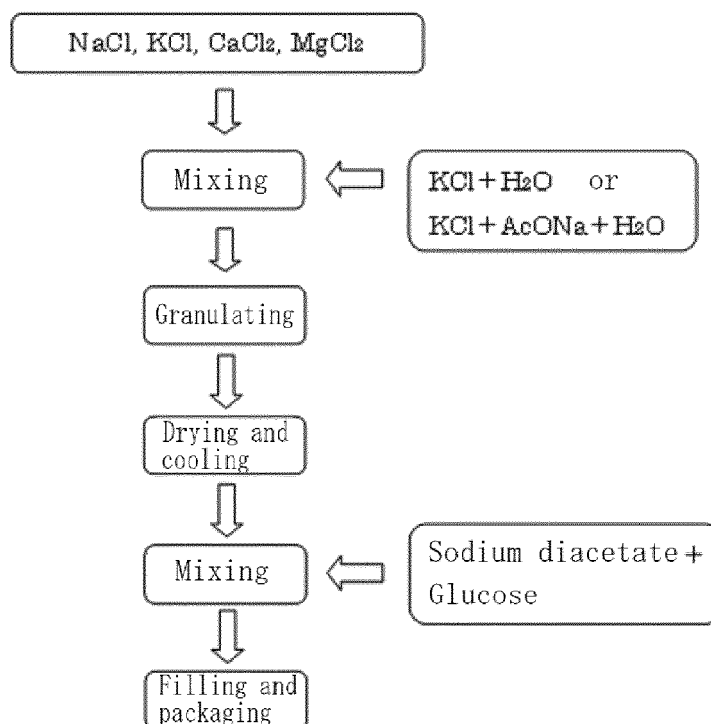 NaCl, KCl, CaCl₂, MgCl₂
Mixing
KCl+H₂O or
KCl+AcONa+H₂O
Granulating
Drying and
cooling
Mixing
Sodium diacetate+
Glucose
Filling and
packaging